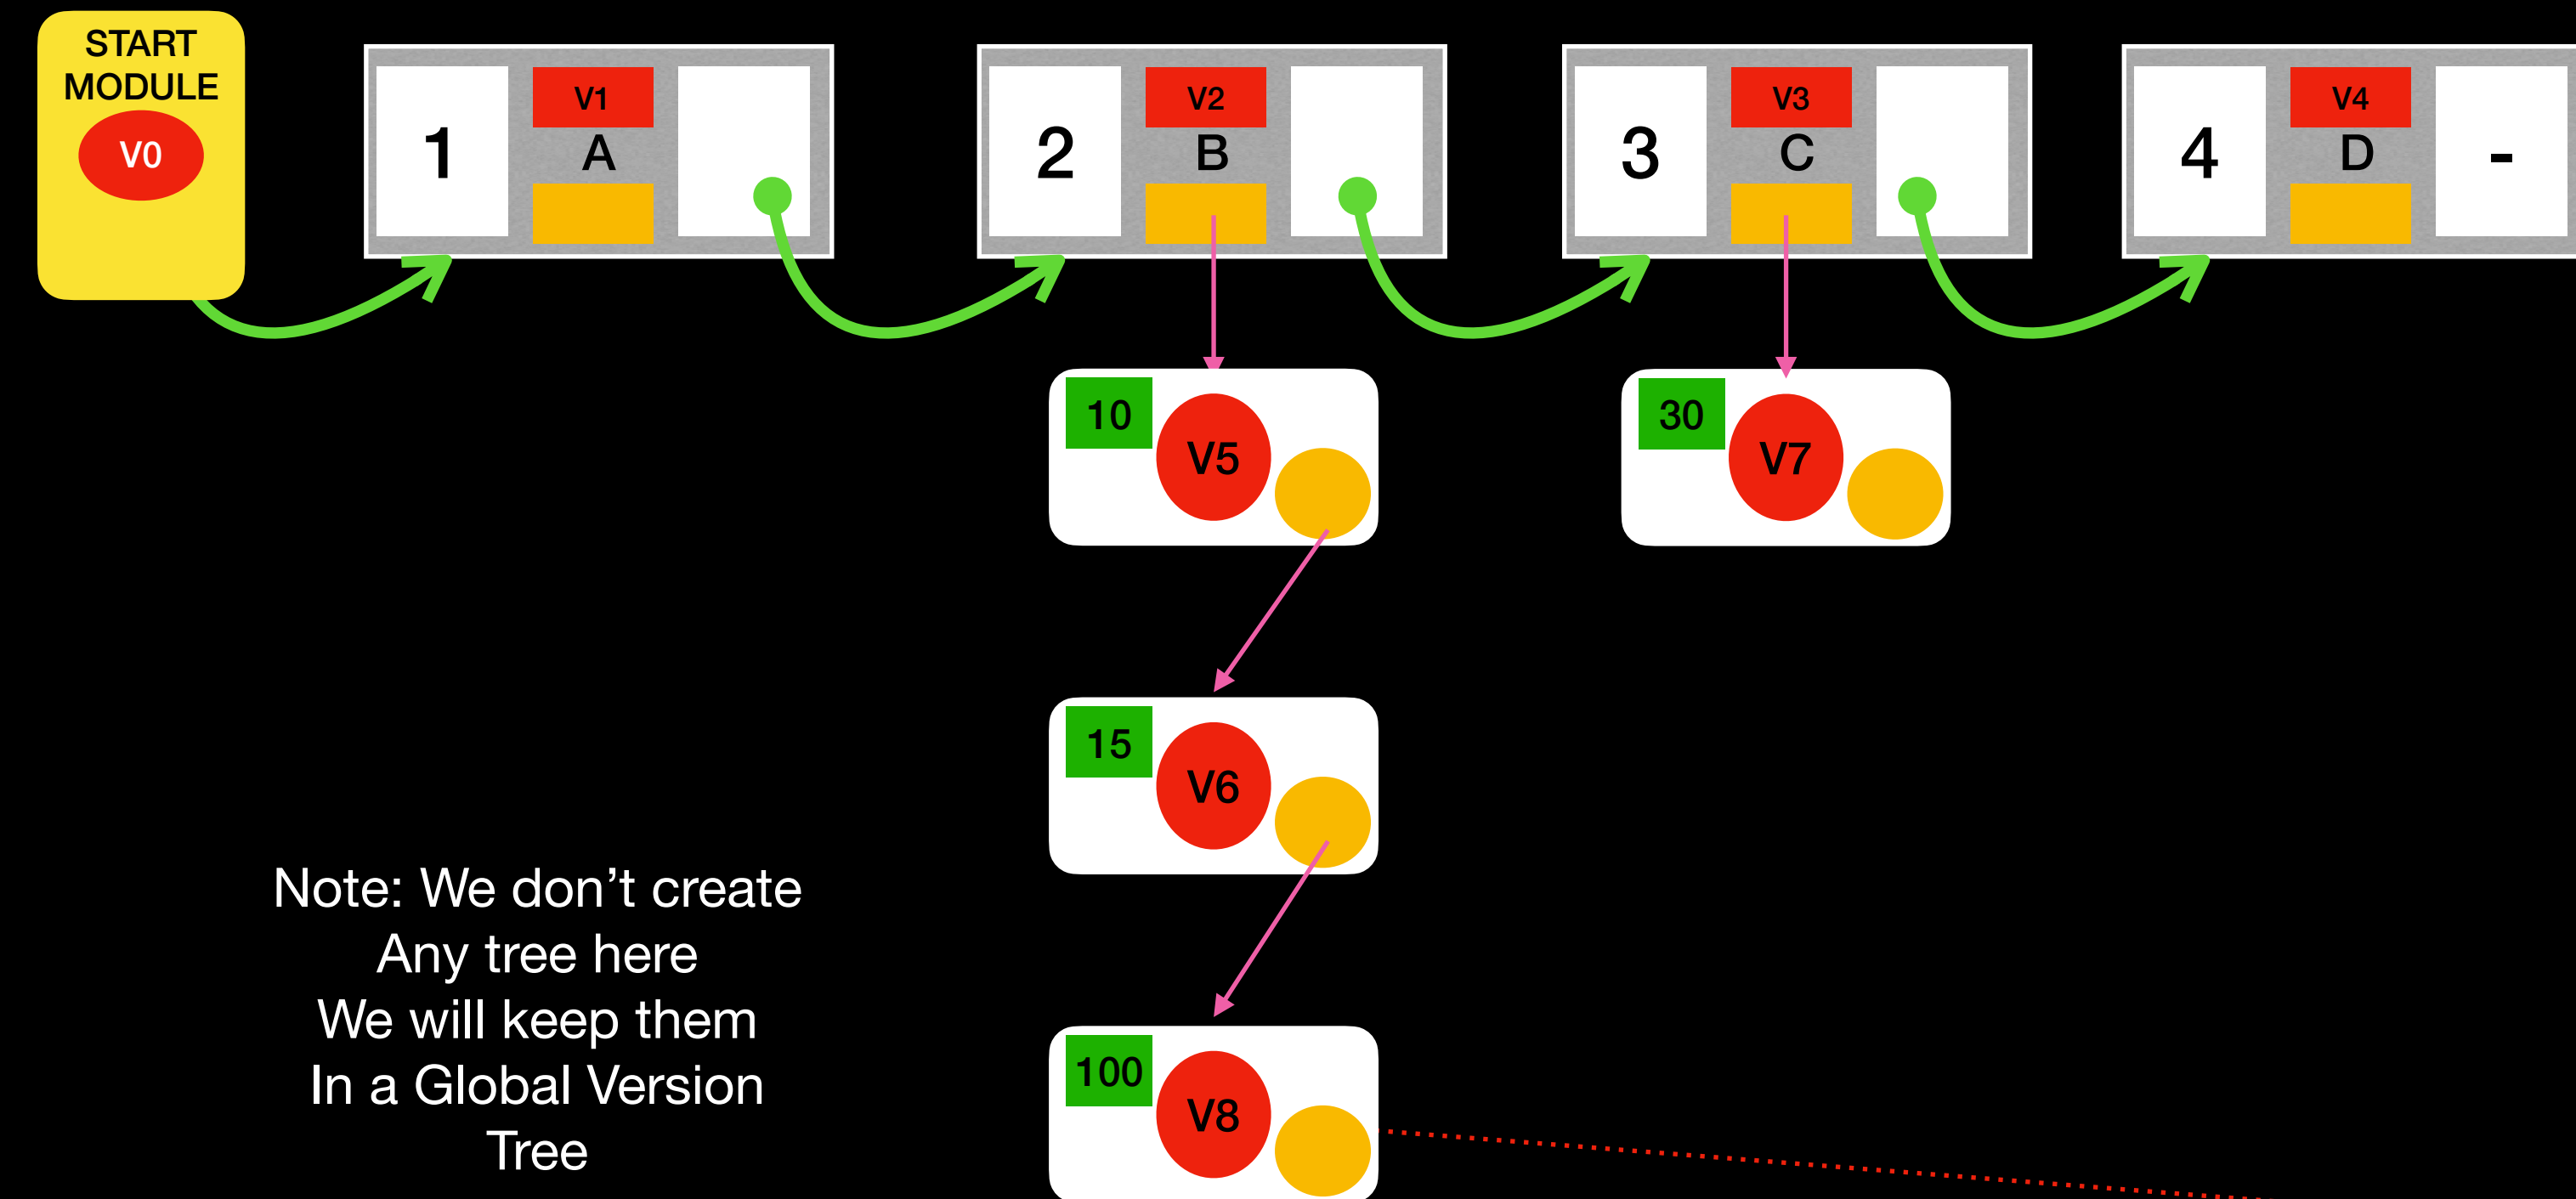 START
MODULE
V0
1
V1
A
2
V2
B
3
V3
C
4
V4
D
-
10
V5
30
V7
15
V6
100
V8
Note: We don’t create
Any tree here
We will keep them
In a Global Version
Tree